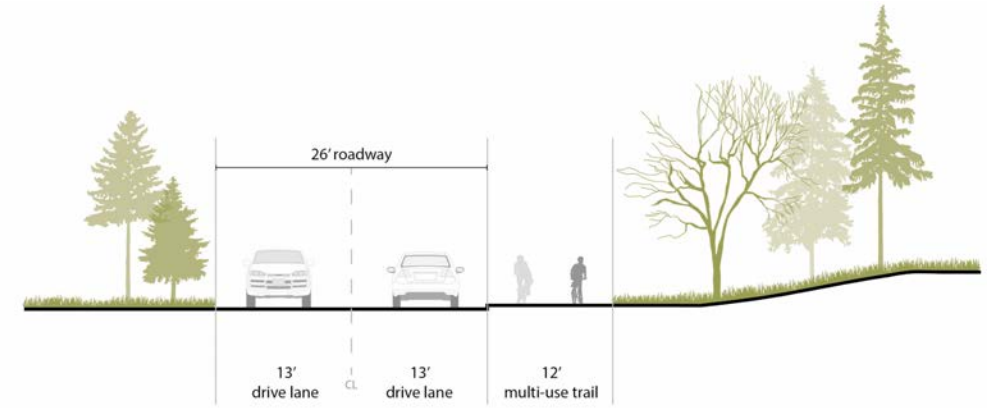 26' roadway
13'
drive lane
CL
13'
drive lane
12'
multi-use trail